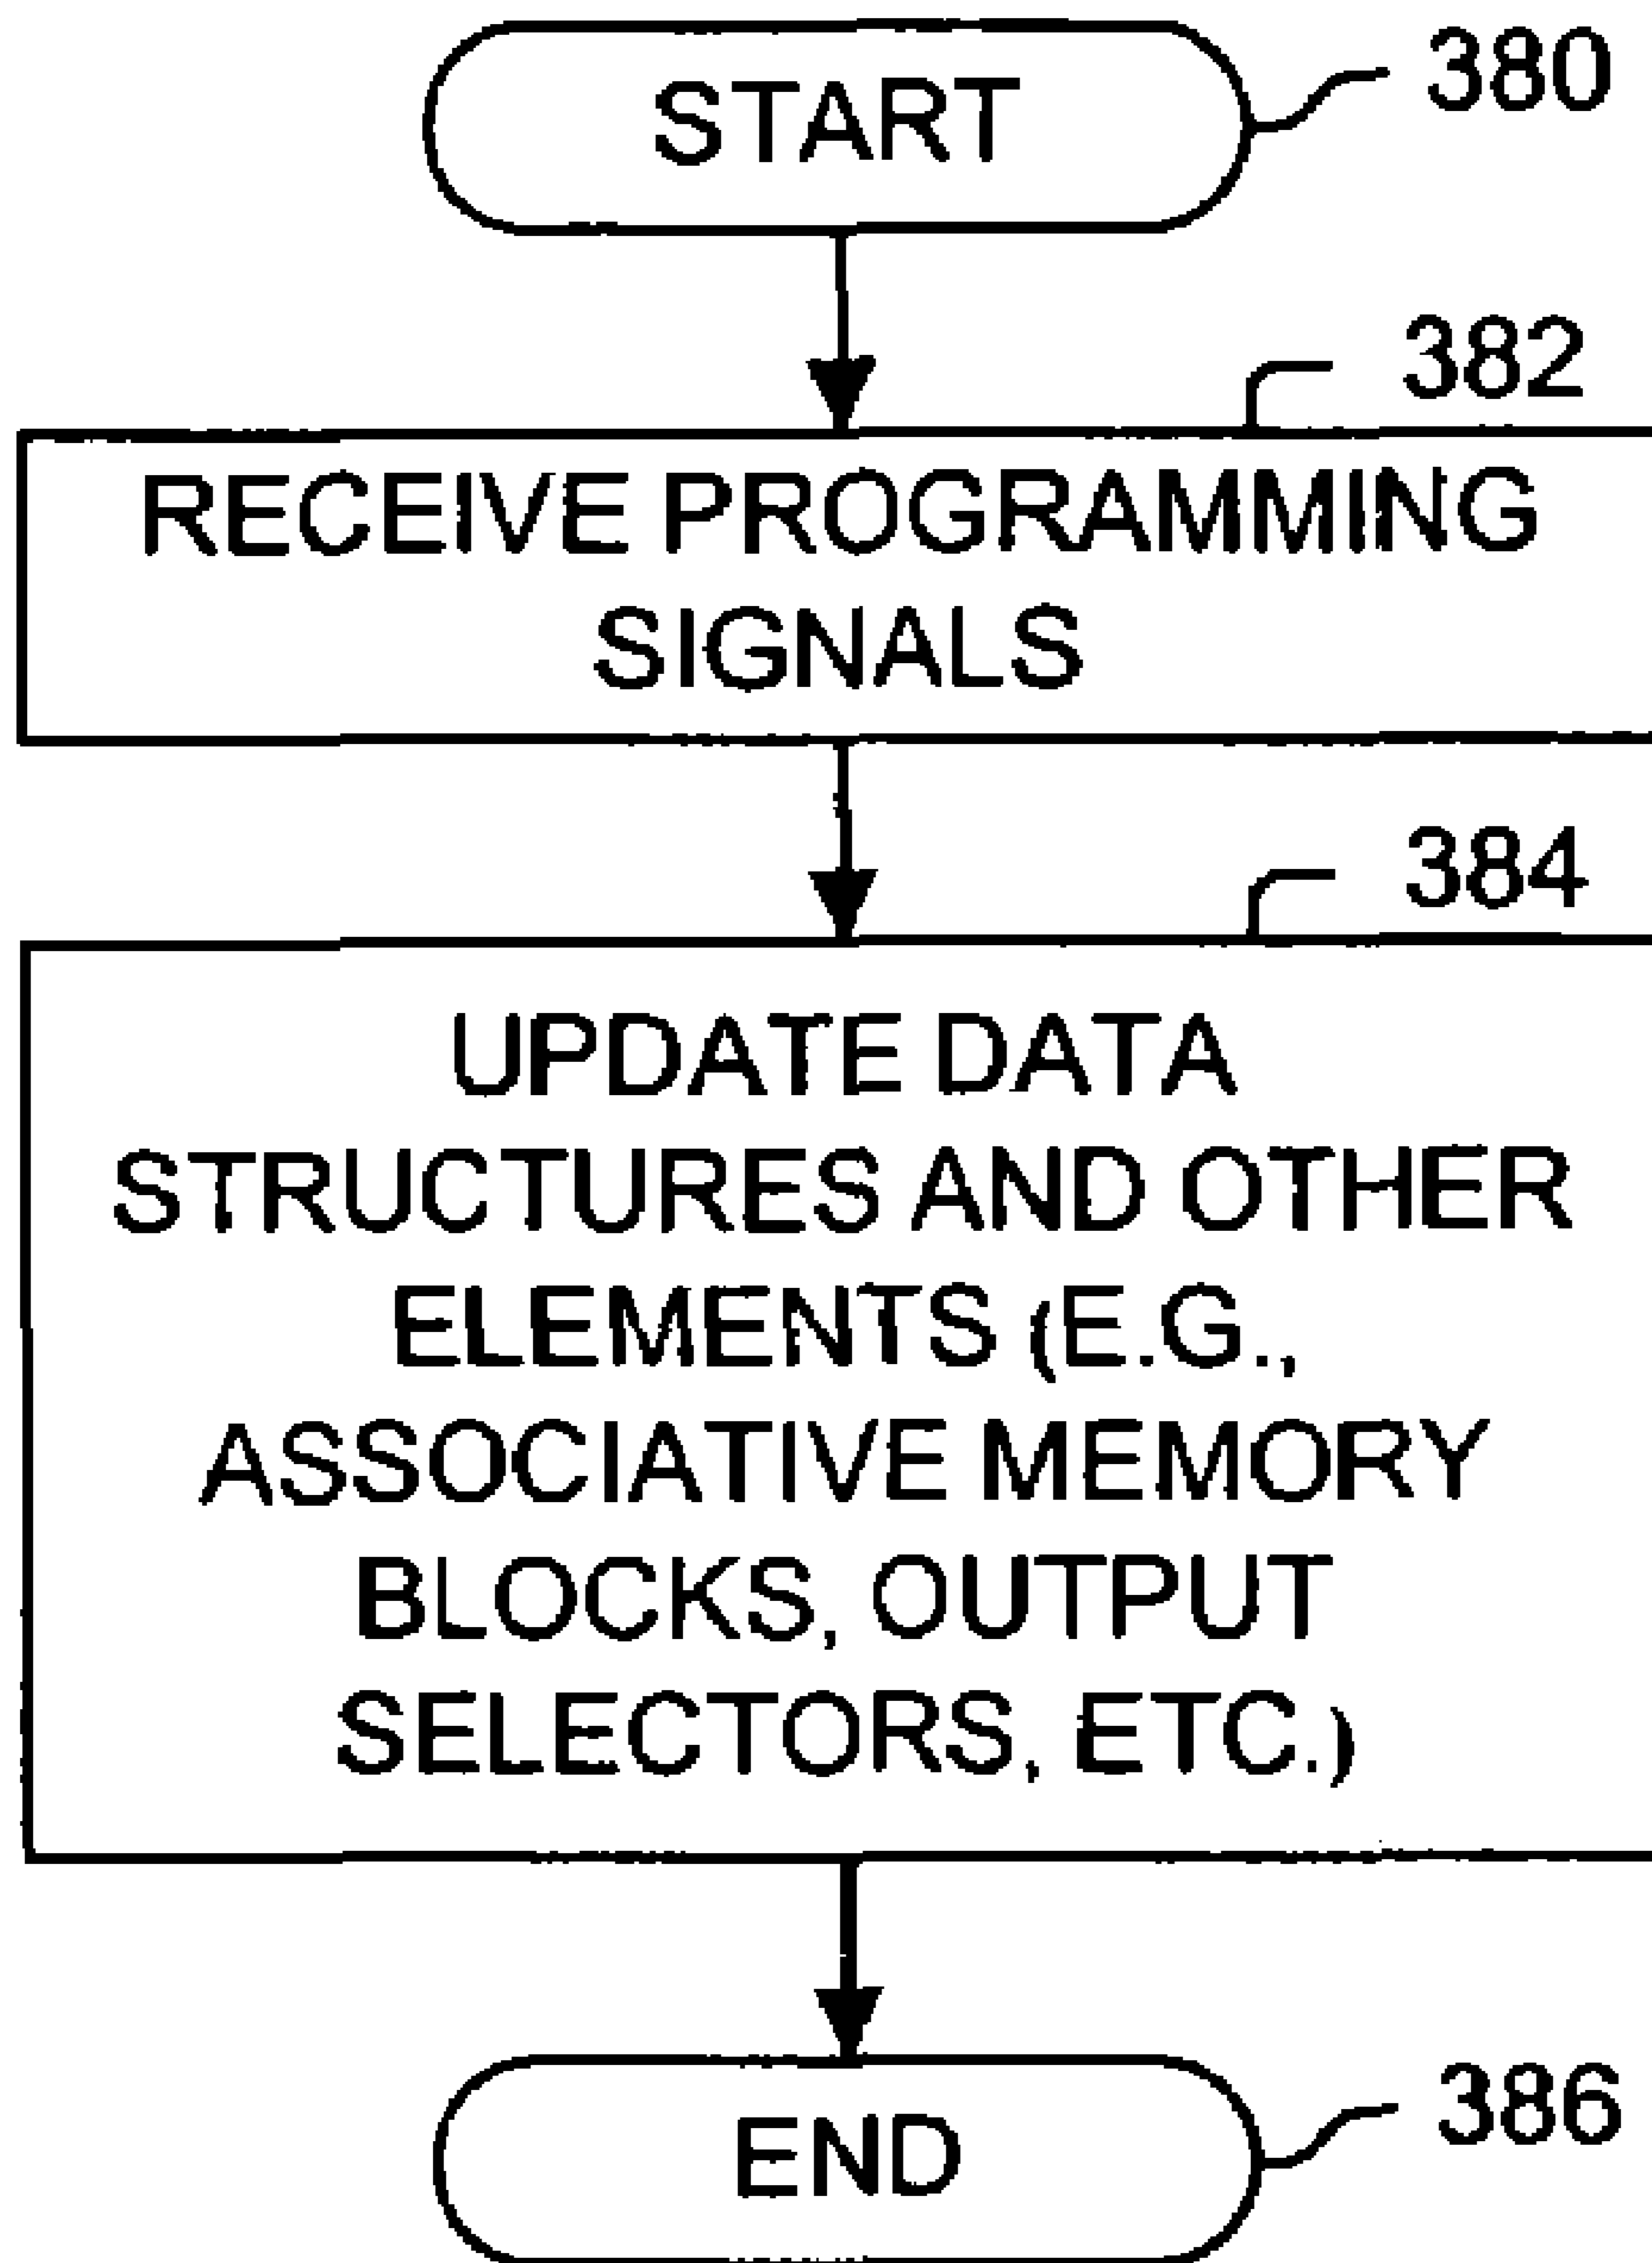 START
380
382
RECEIVE PROGRAMMING
SIGNALS
384
UPDATE DATA
STRUCTURES AND OTHER
ELEMENTS (E.G.,
ASSOCIATIVE MEMORY
BLOCKS, OUTPUT
SELECTORS, ETC.)
END
386